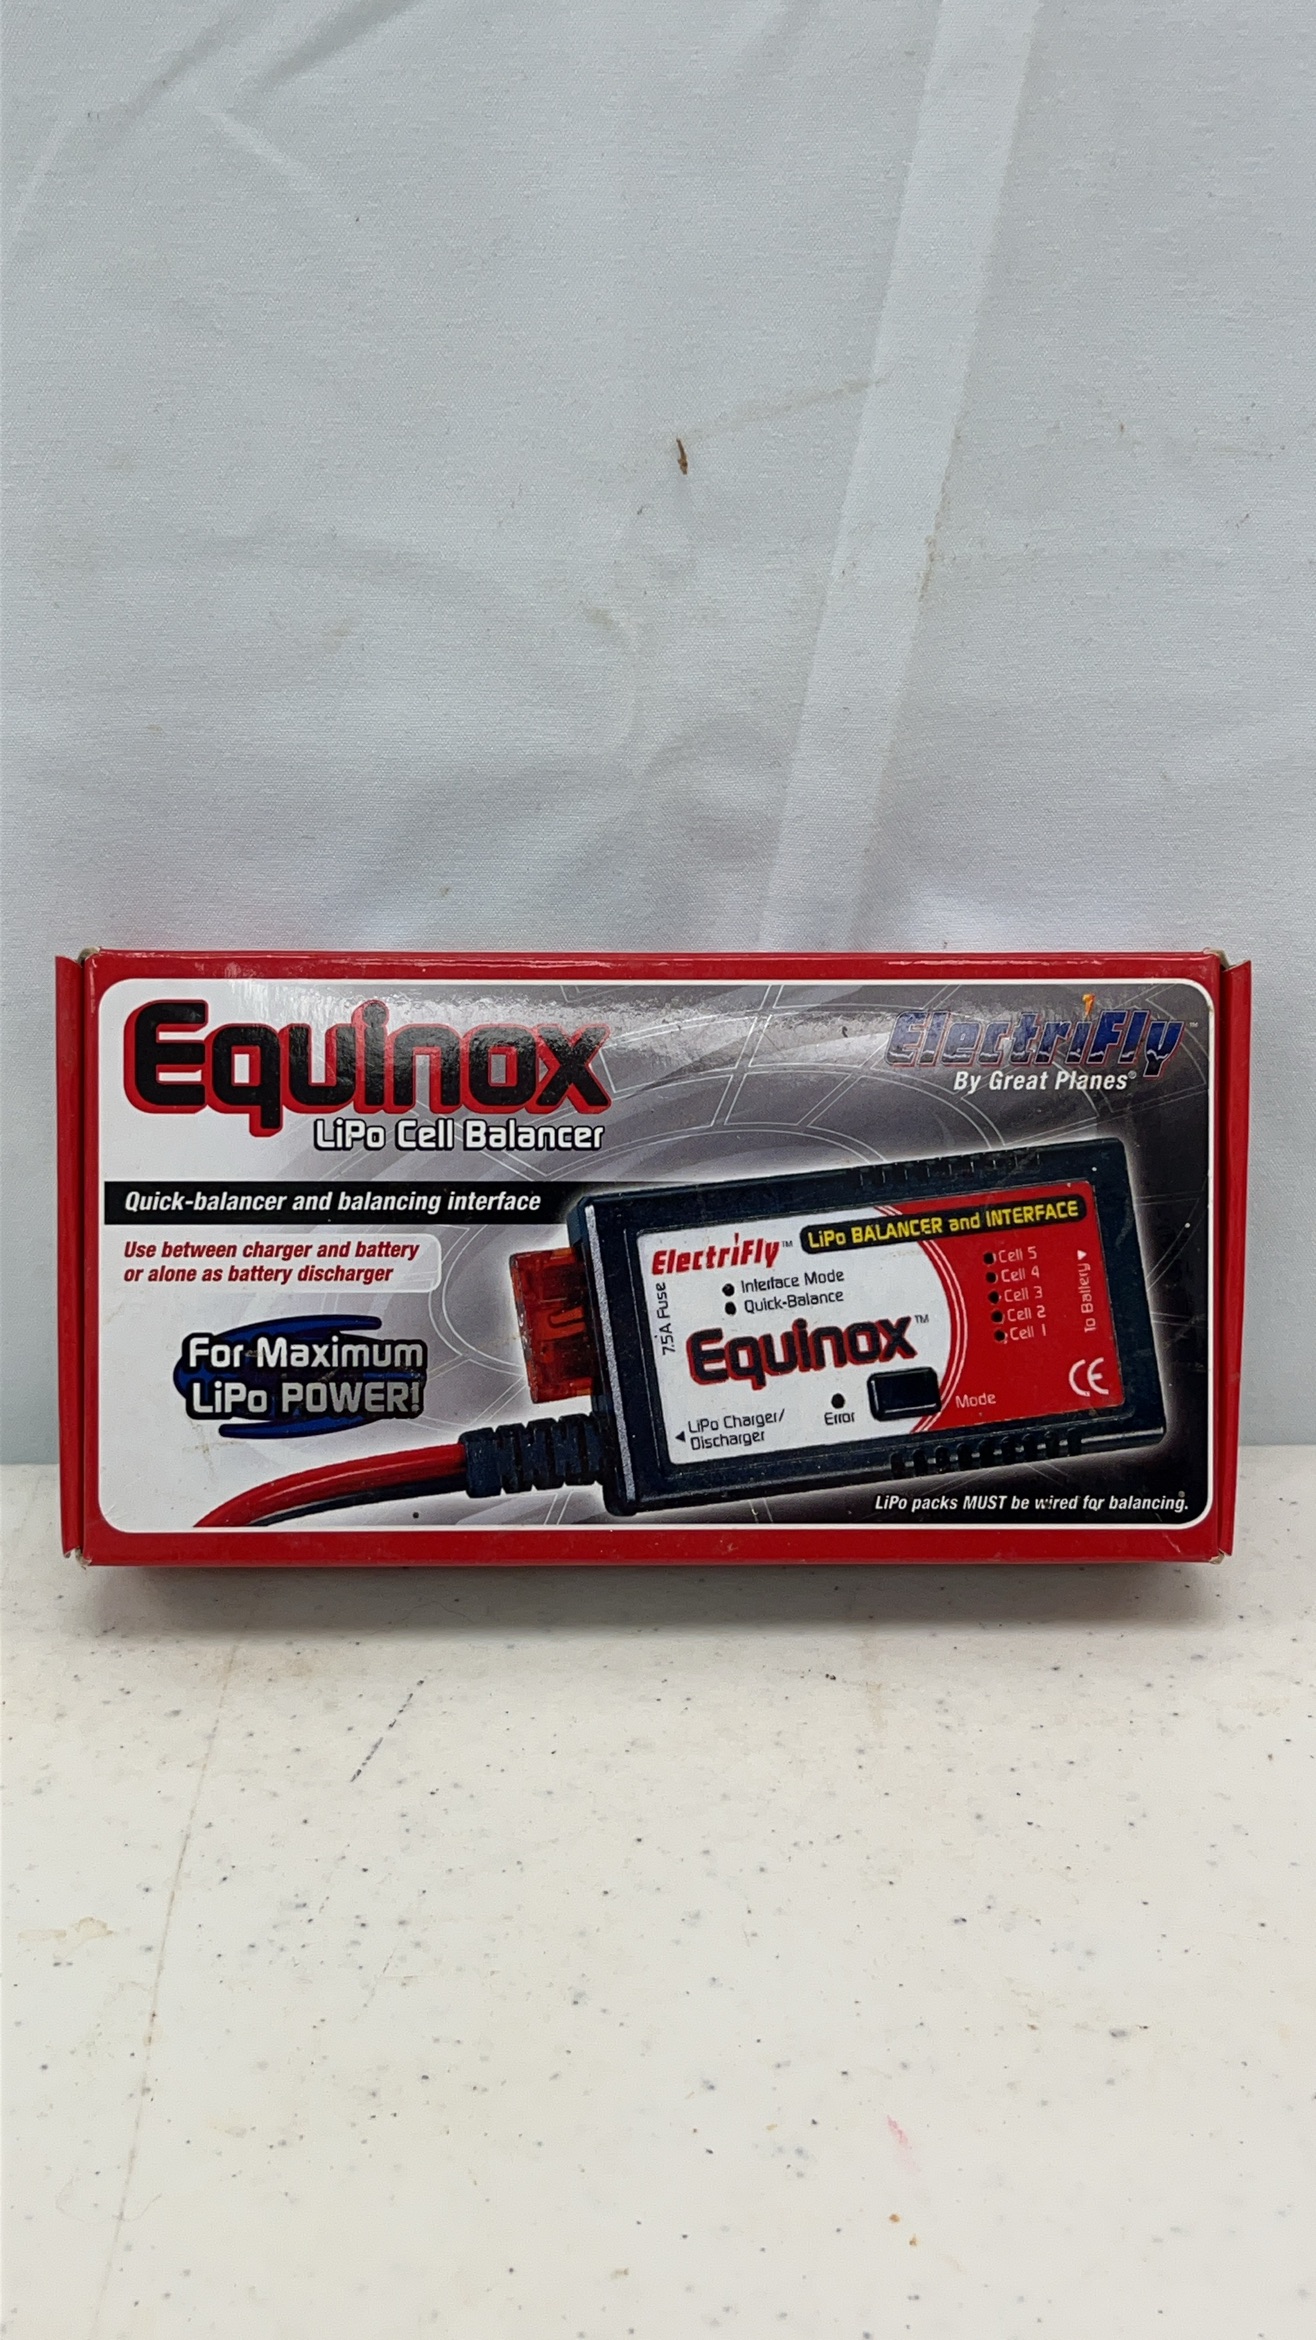 Equinox
LiPo Cell Balancer
ElectriFly™
By Great Planes®
Quick-balancer and balancing interface
Use between charger and battery
or alone as battery discharger
For Maximum
LiPo POWER!
ElectriFly™
LiPo BALANCER and INTERFACE
Interface Mode
Quick-Balance
7.5A Fuse
Equinox™
Cell 5
Cell 4
Cell 3
Cell 2
Cell 1
To Battery ▶
CE
Mode
Error
◀ LiPo Charger/
Discharger
LiPo packs MUST be wired for balancing.